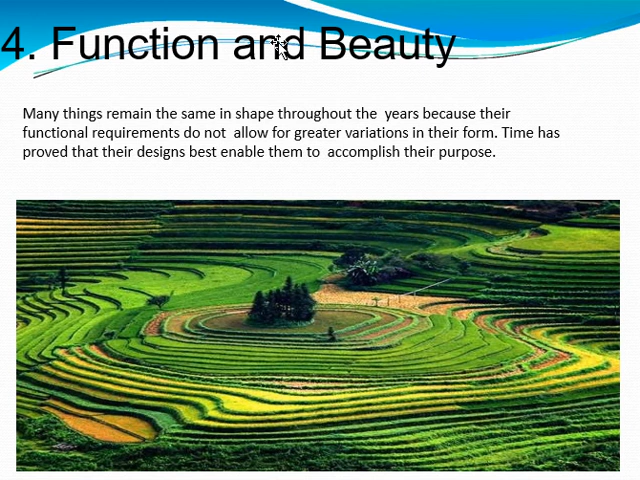 4. Function and Beauty
Many things remain the same in shape throughout the  years because their
functional requirements do not  allow for greater variations in their form. Time has
proved that their designs best enable them to  accomplish their purpose.